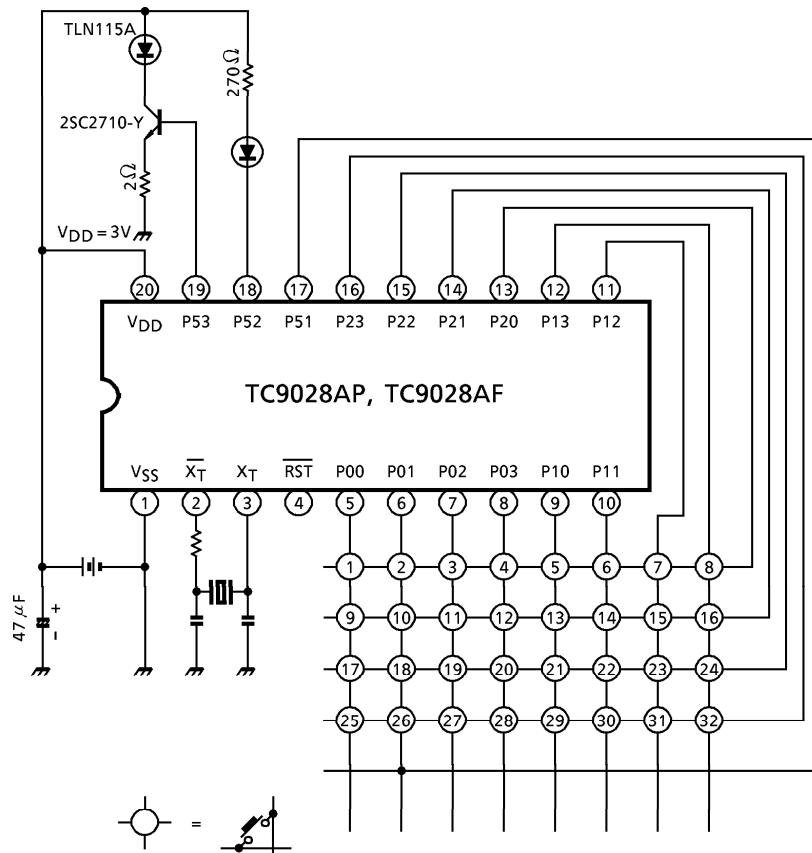 TLN115A
270Ω
2SC2710-Y
2Ω
VDD = 3V
20 19 18 17 16 15 14 13 12 11
VDD P53 P52 P51 P23 P22 P21 P20 P13 P12
TC9028AP, TC9028AF
VSS X̅T XT R̅S̅T̅ P00 P01 P02 P03 P10 P11
1 2 3 4 5 6 7 8 9 10
1 2 3 4 5 6 7 8
47μF + -
9 10 11 12 13 14 15 16
17 18 19 20 21 22 23 24
25 26 27 28 29 30 31 32
=